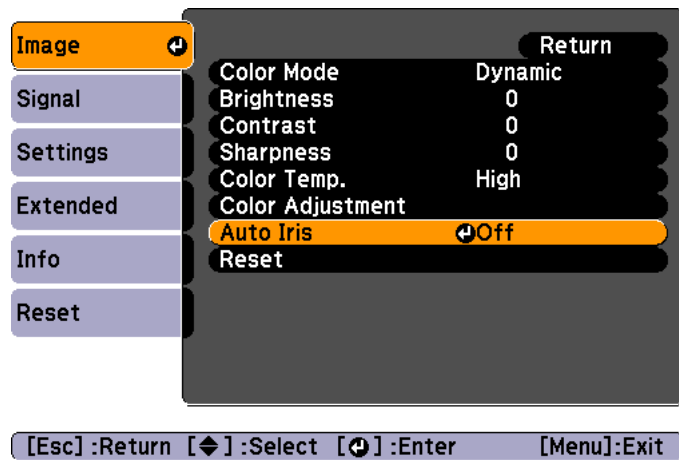 Image
Signal
Settings
Extended
Info
Reset
Return
Color Mode Dynamic
Brightness 0
Contrast 0
Sharpness 0
Color Temp. High
Color Adjustment
Auto Iris Off
Reset
[Esc] :Return [◆] :Select [⏎] :Enter [Menu]:Exit